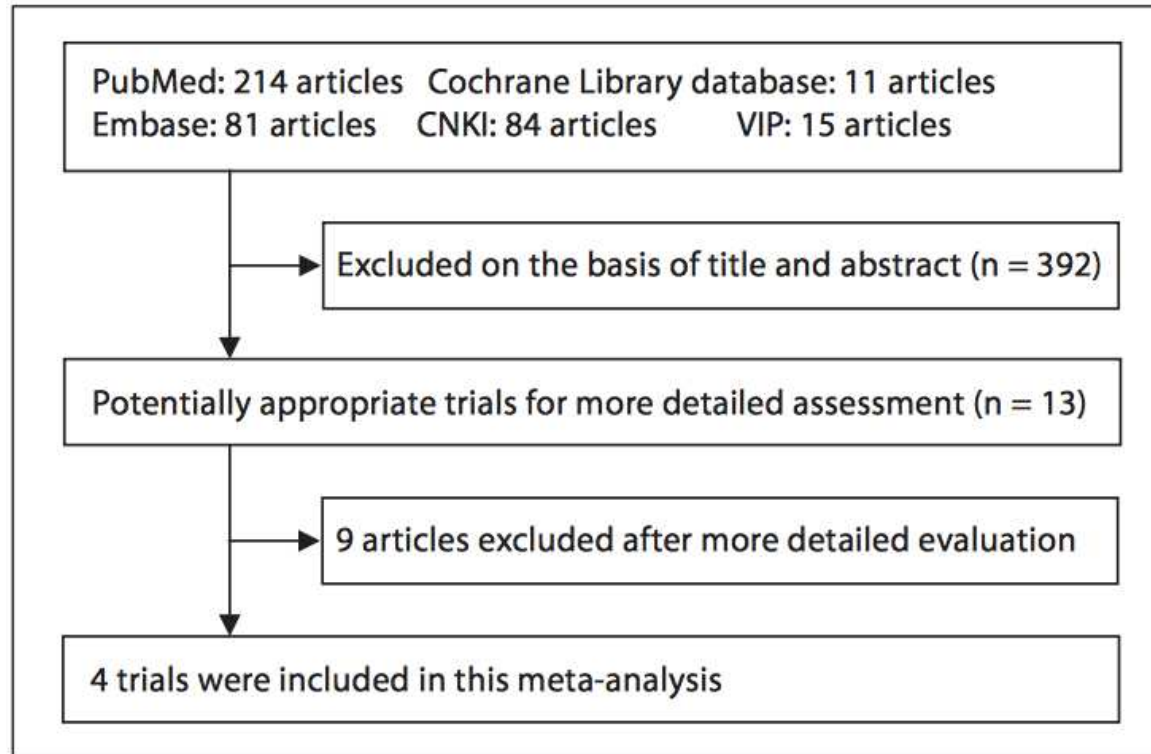 PubMed: 214 articles Cochrane Library database: 11 articles
Embase: 81 articles CNKI: 84 articles VIP: 15 articles
Excluded on the basis of title and abstract (n = 392)
Potentially appropriate trials for more detailed assessment (n = 13)
9 articles excluded after more detailed evaluation
4 trials were included in this meta-analysis